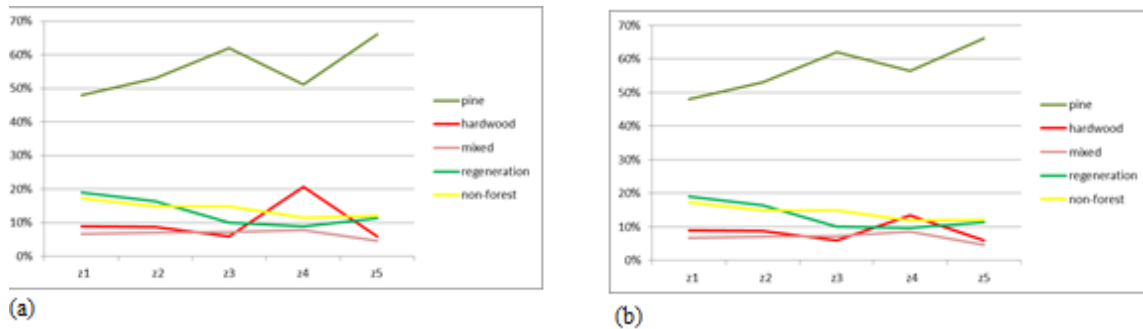 70%
60%
50%
40%
30%
20%
10%
0%
z1 z2 z3 z4 z5
pine
hardwood
mixed
regeneration
non-forest
(a)
70%
60%
50%
40%
30%
20%
10%
0%
z1 z2 z3 z4 z5
pine
hardwood
mixed
regeneration
non-forest
(b)